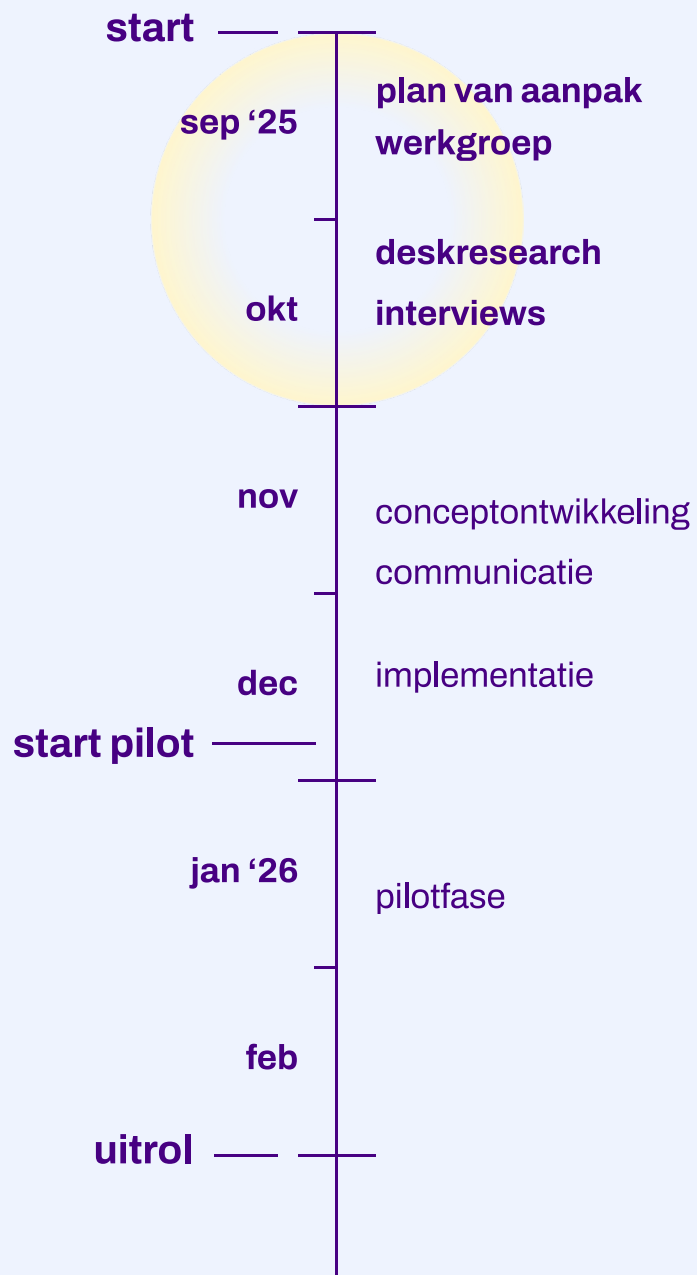 start
plan van aanpak
sep ‘25
werkgroep
deskresearch
okt
interviews
nov
conceptontwikkeling
communicatie
implementatie
dec
start pilot
jan ‘26
pilotfase
feb
uitrol